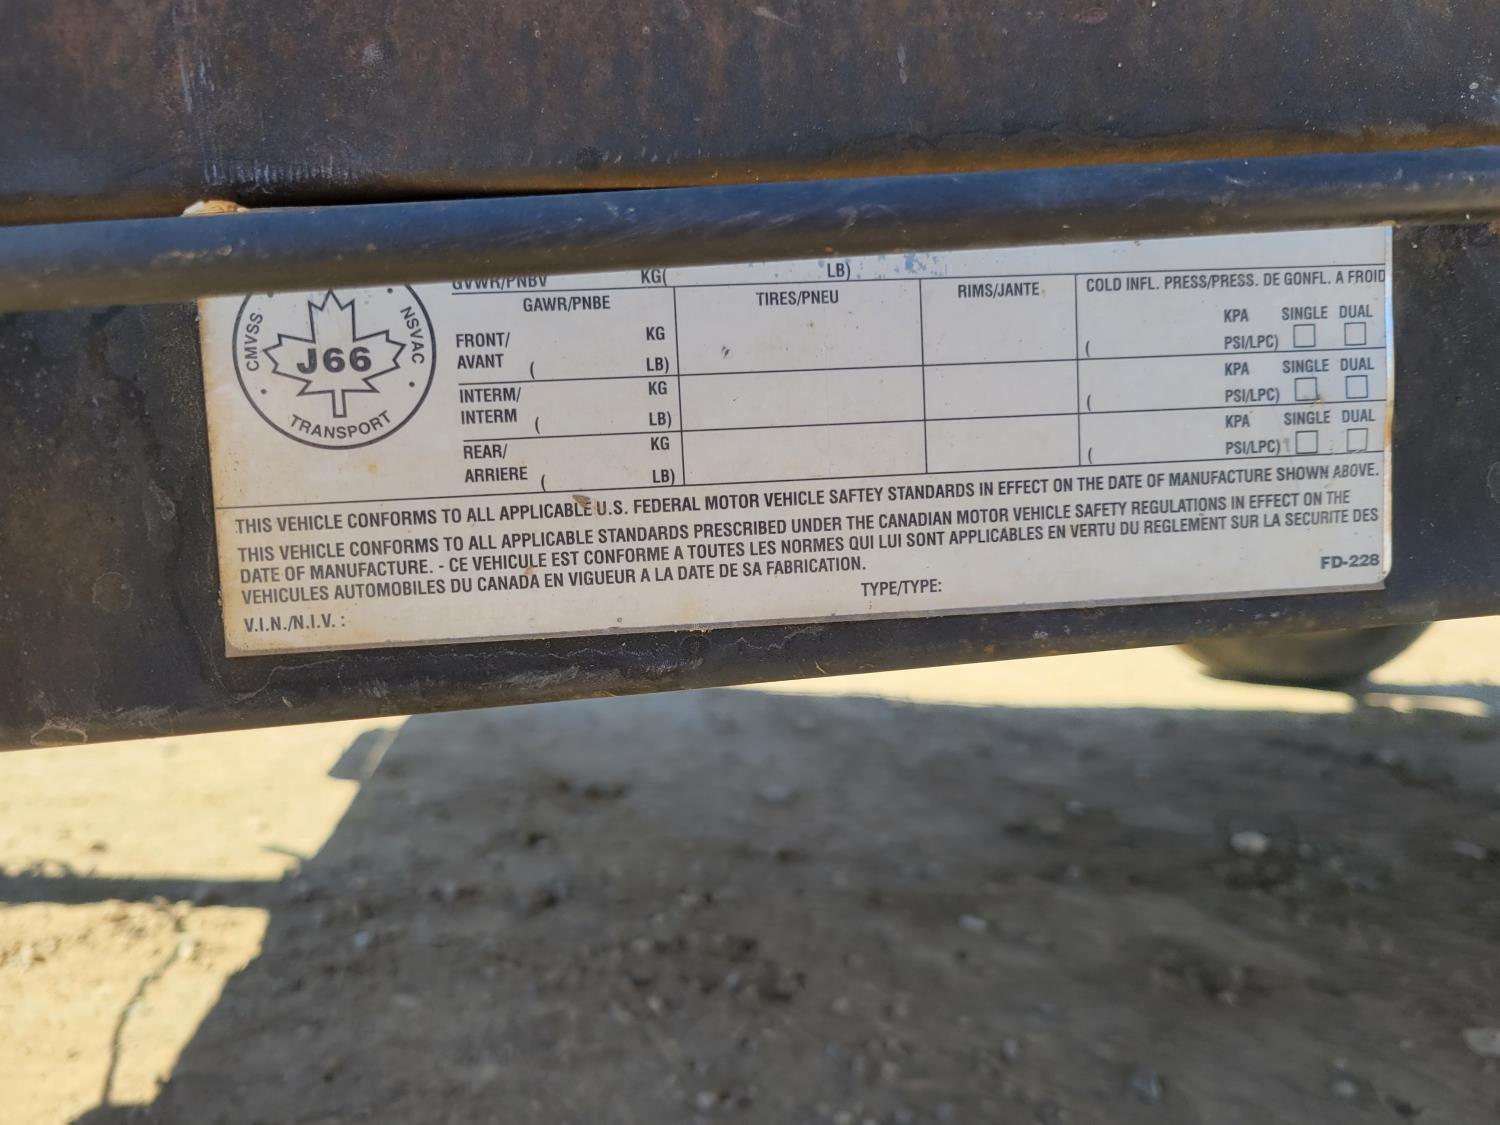 CMVSS NSVAC
J66
TRANSPORT
GVWR/PNBV KG( LB)
GAWR/PNBE TIRES/PNEU RIMS/JANTE COLD INFL. PRESS/PRESS. DE GONFL. A FROID
FRONT/ KG KPA SINGLE DUAL
AVANT ( LB) ( PSI/LPC)
INTERM/ KG KPA SINGLE DUAL
INTERM ( LB) ( PSI/LPC)
REAR/ KG KPA SINGLE DUAL
ARRIERE ( LB) ( PSI/LPC)
THIS VEHICLE CONFORMS TO ALL APPLICABLE U.S. FEDERAL MOTOR VEHICLE SAFTEY STANDARDS IN EFFECT ON THE DATE OF MANUFACTURE SHOWN ABOVE.
THIS VEHICLE CONFORMS TO ALL APPLICABLE STANDARDS PRESCRIBED UNDER THE CANADIAN MOTOR VEHICLE SAFETY REGULATIONS IN EFFECT ON THE
DATE OF MANUFACTURE. - CE VEHICULE EST CONFORME A TOUTES LES NORMES QUI LUI SONT APPLICABLES EN VERTU DU REGLEMENT SUR LA SECURITE DES
VEHICULES AUTOMOBILES DU CANADA EN VIGUEUR A LA DATE DE SA FABRICATION. FD-228
V.I.N./N.I.V. : TYPE/TYPE: